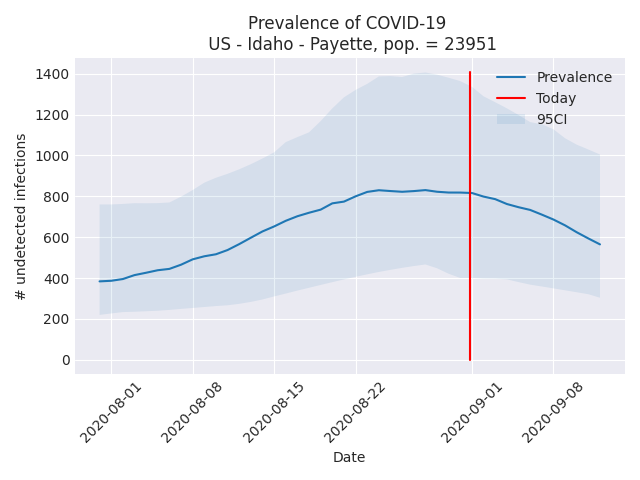 Prevalence of COVID-19
US - Idaho - Payette, pop. = 23951
Prevalence
Today
95CI
# undetected infections
1400
1200
1000
800
600
400
200
0
2020-08-01
2020-08-08
2020-08-15
2020-08-22
2020-09-01
2020-09-08
Date